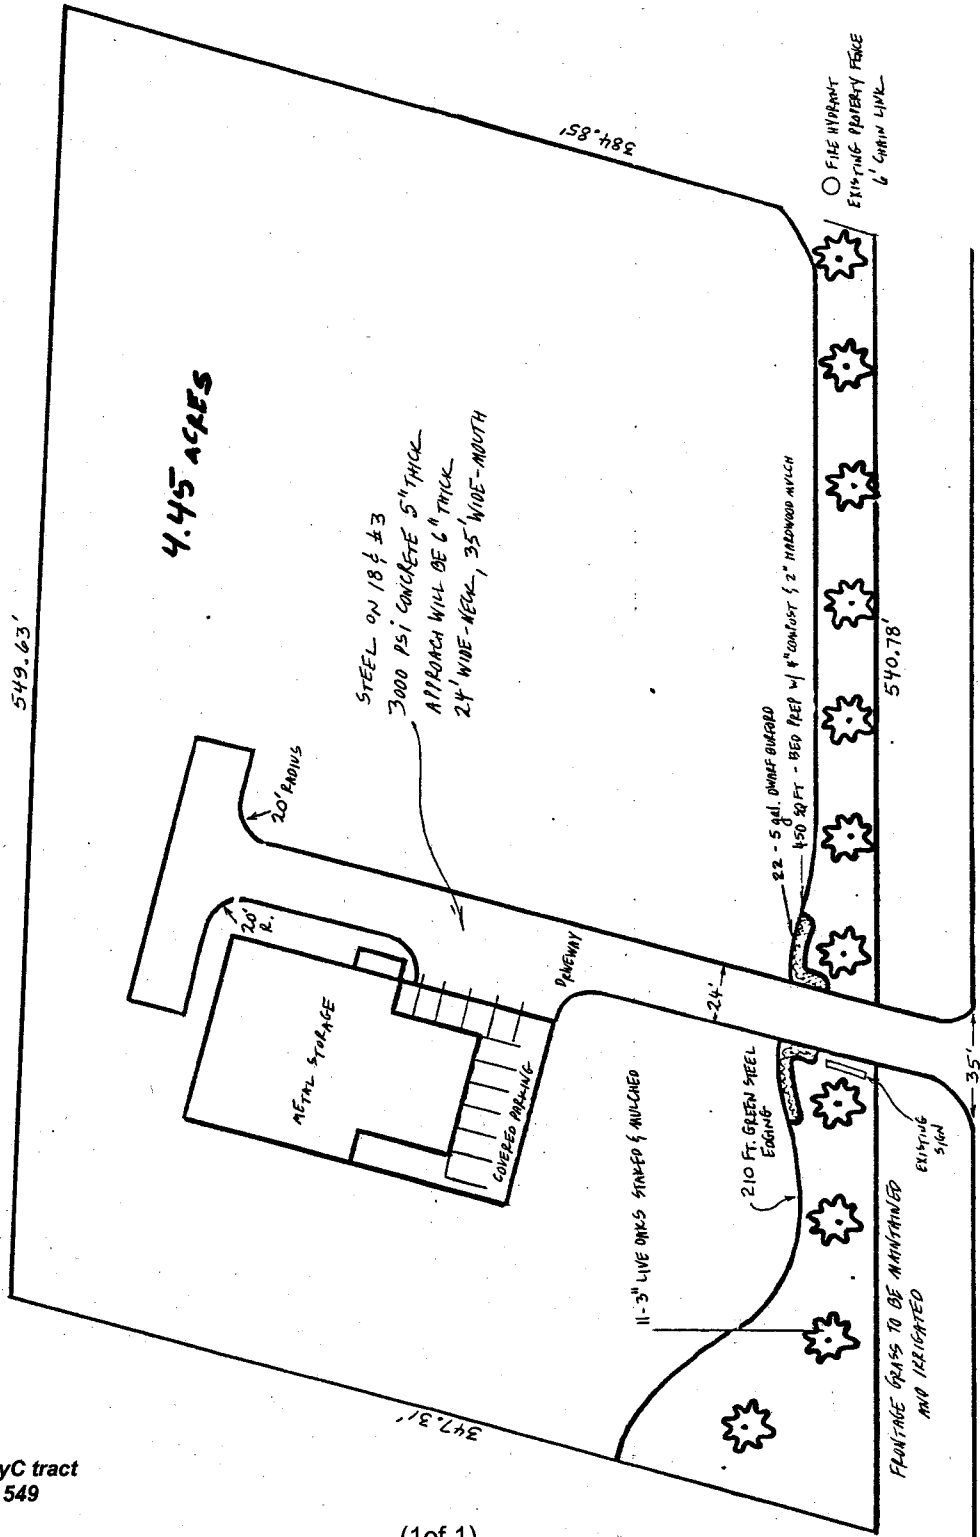 549.63'
4.45 ACRES
384.85'
○ FIRE HYDRANT
EXISTING PROPERTY FENCE
6' CHAIN LINK
STEEL ON 18 ¢ #3
3000 PSI CONCRETE 5" THICK
APPROACH WILL BE 6" THICK
24' WIDE-NECK, 35' WIDE-MOUTH
20' RADIUS
20'
R.
METAL STORAGE
DRIVEWAY
COVERED PARKING
24'
22 - 5 gal. DWARF BURFORD
450 SQ FT - BED PREP W/ 4" COMPOST & 2" HARDWOOD MULCH
540.78'
11-3" LIVE OAKS STAKED & MULCHED
210 FT. GREEN STEEL
EDGING
EXISTING
SIGN
35'
347.31'
FRONTAGE GRASS TO BE MAINTAINED
AND IRRIGATED
yC tract
549
(1of 1)